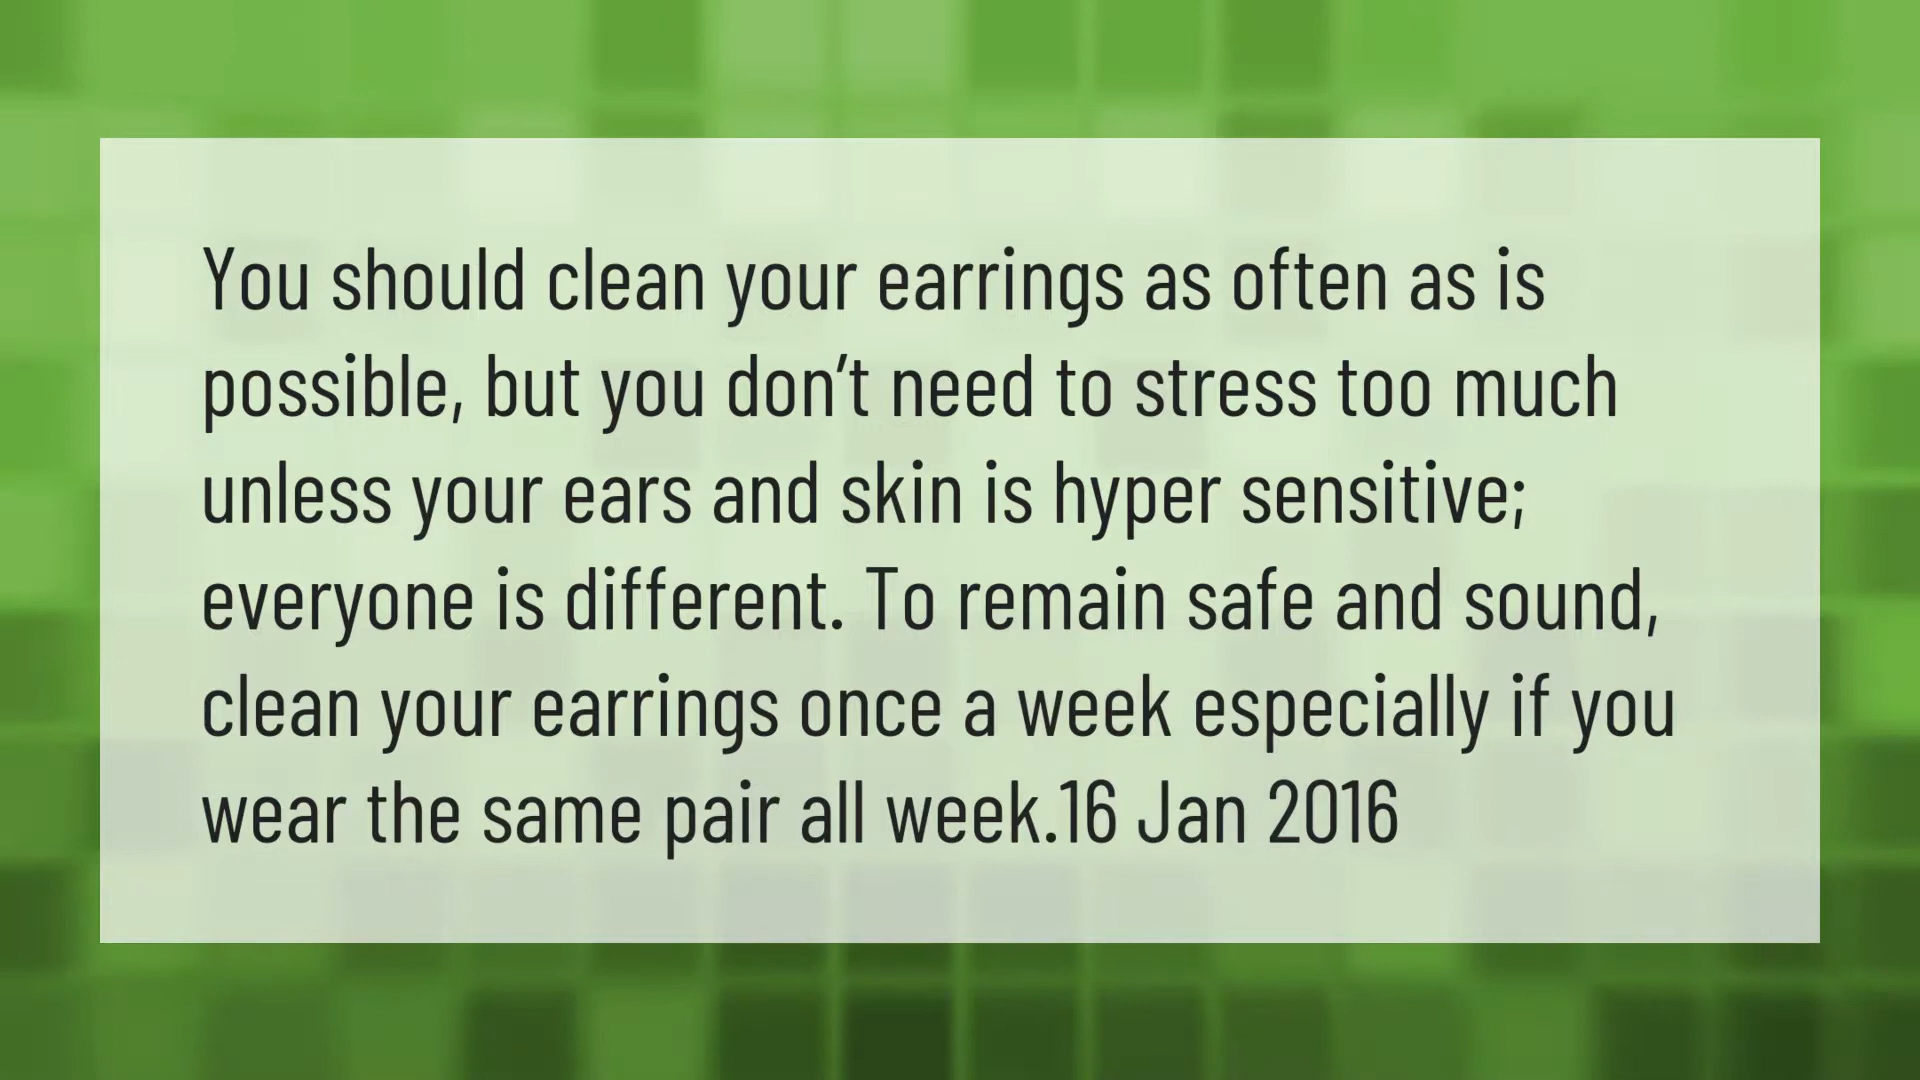 You should clean your earrings as often as is
possible, but you don’t need to stress too much
unless your ears and skin is hyper sensitive;
everyone is different. To remain safe and sound,
clean your earrings once a week especially if you
wear the same pair all week.16 Jan 2016